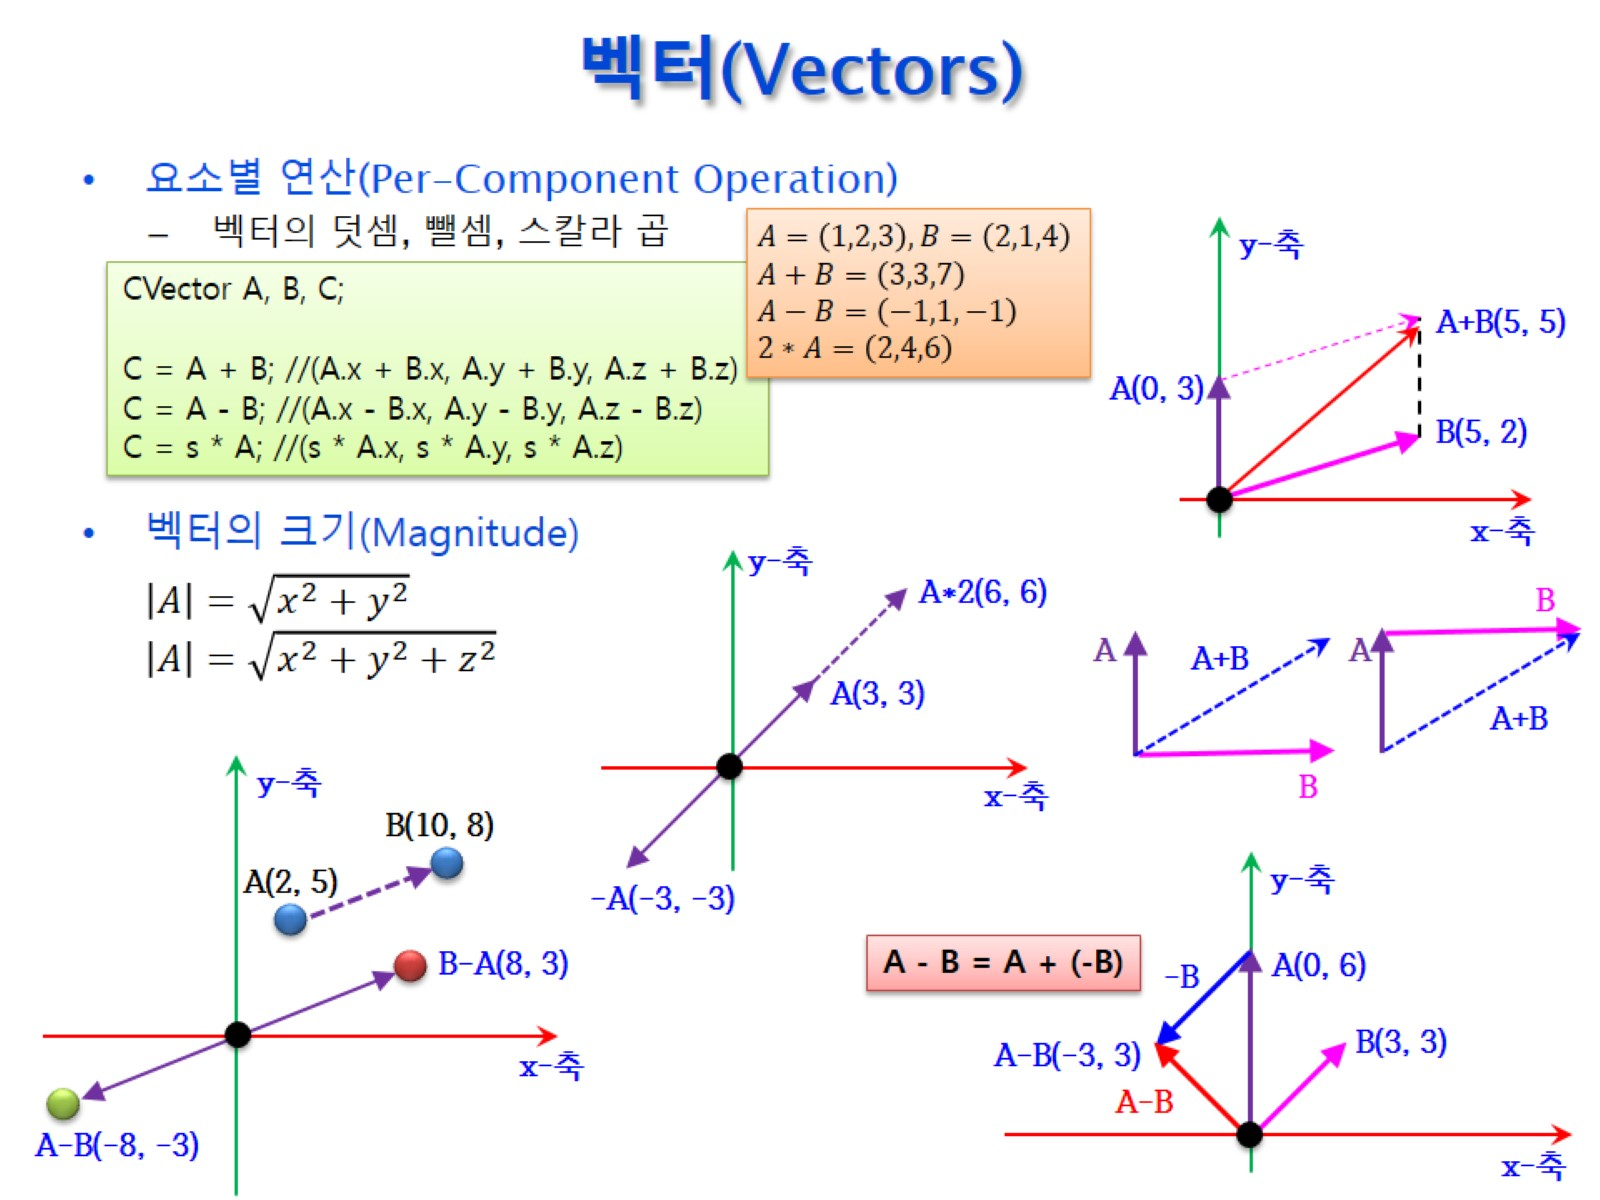 벡터(Vectors)
• 요소별 연산(Per-Component Operation)
– 벡터의 덧셈, 뺄셈, 스칼라 곱
CVector A, B, C;
C = A + B; //(A.x + B.x, A.y + B.y, A.z + B.z)
C = A - B; //(A.x - B.x, A.y - B.y, A.z - B.z)
C = s * A; //(s * A.x, s * A.y, s * A.z)
A = (1,2,3), B = (2,1,4)
A + B = (3,3,7)
A − B = (−1,1,−1)
2 ∗ A = (2,4,6)
y-축
A+B(5, 5)
A(0, 3)
B(5, 2)
x-축
• 벡터의 크기(Magnitude)
|A| = √x² + y²
|A| = √x² + y² + z²
y-축
A*2(6, 6)
A(3, 3)
x-축
-A(-3, -3)
A
A+B
B
B
A
A+B
y-축
B(10, 8)
A(2, 5)
B-A(8, 3)
x-축
A-B(-8, -3)
A - B = A + (-B)
y-축
A(0, 6)
-B
A-B(-3, 3)
B(3, 3)
A-B
x-축